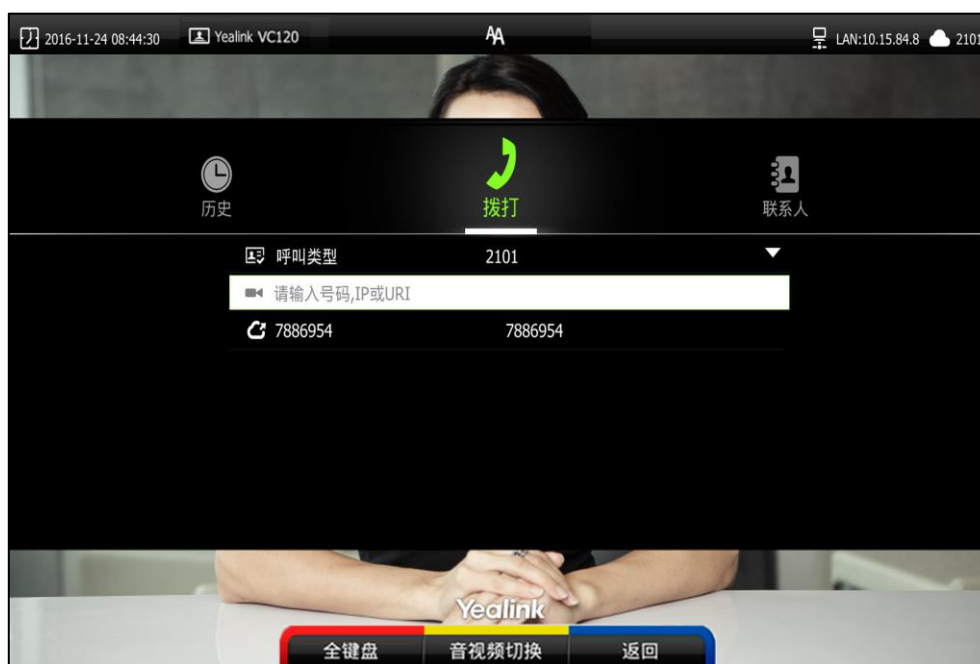 2016-11-24 08:44:30 Yealink VC120 AA LAN:10.15.84.8 2101
历史 拨打 联系人
呼叫类型 2101
请输入号码,IP或URI
7886954 7886954
Yealink
全键盘 音视频切换 返回